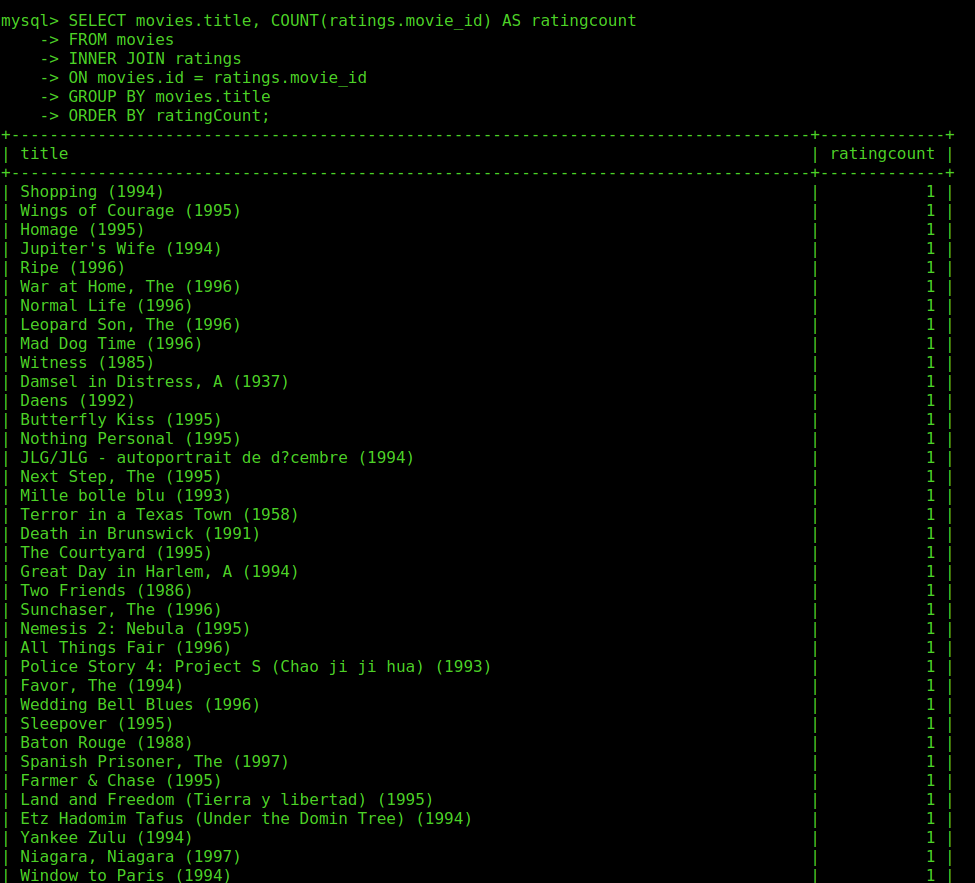 mysql> SELECT movies.title, COUNT(ratings.movie_id) AS ratingcount
    -> FROM movies
    -> INNER JOIN ratings
    -> ON movies.id = ratings.movie_id
    -> GROUP BY movies.title
    -> ORDER BY ratingCount;
+-----------------------------------------------------------------------------------+-------------+
| title                                                                             | ratingcount |
+-----------------------------------------------------------------------------------+-------------+
| Shopping (1994)                                                                   |           1 |
| Wings of Courage (1995)                                                           |           1 |
| Homage (1995)                                                                     |           1 |
| Jupiter's Wife (1994)                                                             |           1 |
| Ripe (1996)                                                                       |           1 |
| War at Home, The (1996)                                                           |           1 |
| Normal Life (1996)                                                                |           1 |
| Leopard Son, The (1996)                                                           |           1 |
| Mad Dog Time (1996)                                                               |           1 |
| Witness (1985)                                                                    |           1 |
| Damsel in Distress, A (1937)                                                      |           1 |
| Daens (1992)                                                                      |           1 |
| Butterfly Kiss (1995)                                                             |           1 |
| Nothing Personal (1995)                                                           |           1 |
| JLG/JLG - autoportrait de d?cembre (1994)                                         |           1 |
| Next Step, The (1995)                                                             |           1 |
| Mille bolle blu (1993)                                                            |           1 |
| Terror in a Texas Town (1958)                                                     |           1 |
| Death in Brunswick (1991)                                                         |           1 |
| The Courtyard (1995)                                                              |           1 |
| Great Day in Harlem, A (1994)                                                     |           1 |
| Two Friends (1986)                                                                |           1 |
| Sunchaser, The (1996)                                                             |           1 |
| Nemesis 2: Nebula (1995)                                                          |           1 |
| All Things Fair (1996)                                                            |           1 |
| Police Story 4: Project S (Chao ji ji hua) (1993)                                 |           1 |
| Favor, The (1994)                                                                 |           1 |
| Wedding Bell Blues (1996)                                                         |           1 |
| Sleepover (1995)                                                                  |           1 |
| Baton Rouge (1988)                                                                |           1 |
| Spanish Prisoner, The (1997)                                                      |           1 |
| Farmer & Chase (1995)                                                             |           1 |
| Land and Freedom (Tierra y libertad) (1995)                                       |           1 |
| Etz Hadomim Tafus (Under the Domin Tree) (1994)                                   |           1 |
| Yankee Zulu (1994)                                                                |           1 |
| Niagara, Niagara (1997)                                                           |           1 |
| Window to Paris (1994)                                                            |           1 |